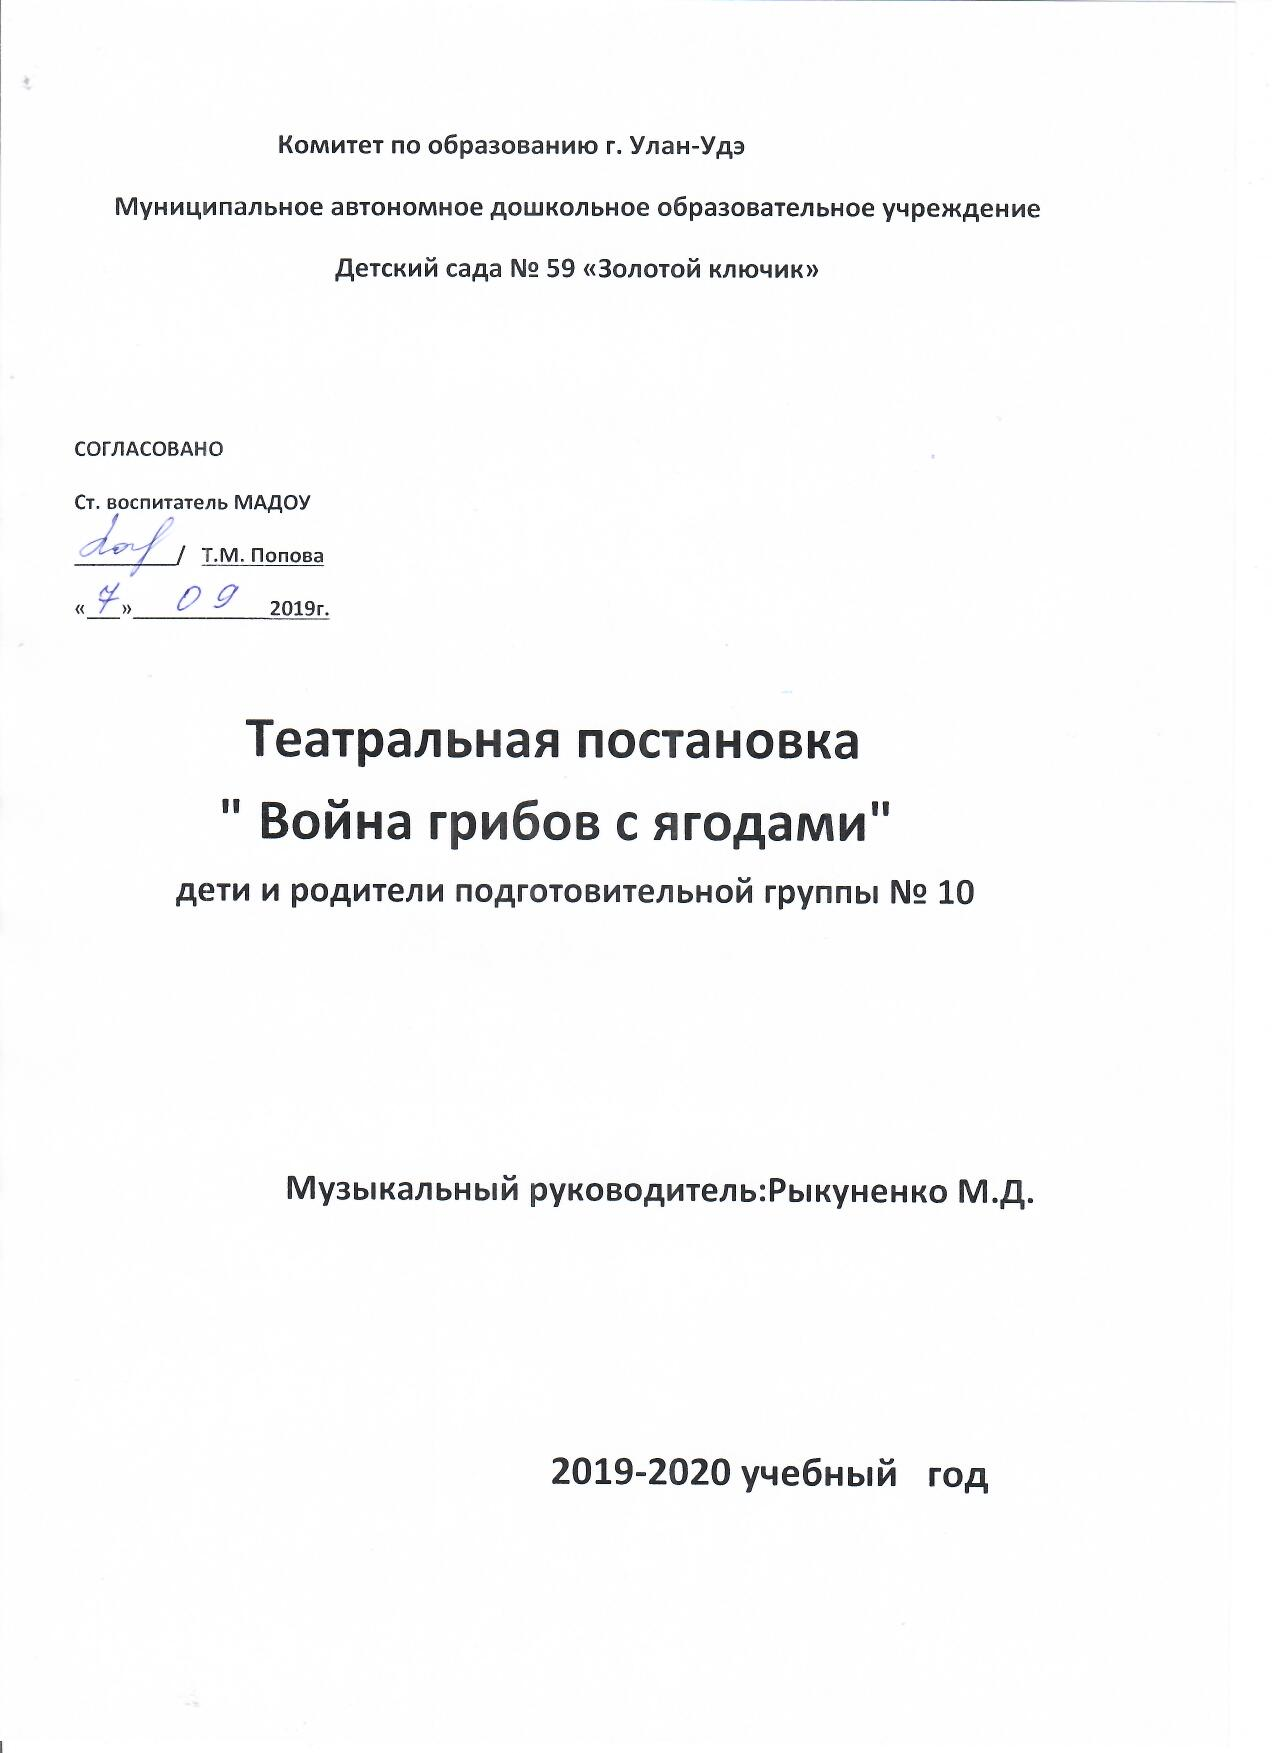 Комитет по образованию г. Улан-Удэ
Муниципальное автономное дошкольное образовательное учреждение
Детский сада № 59 «Золотой ключик»
СОГЛАСОВАНО
Ст. воспитатель МАДОУ
/ Т.М. Попова
«7» 09 2019г.
Театральная постановка
" Война грибов с ягодами"
дети и родители подготовительной группы № 10
Музыкальный руководитель:Рыкуненко М.Д.
2019-2020 учебный год